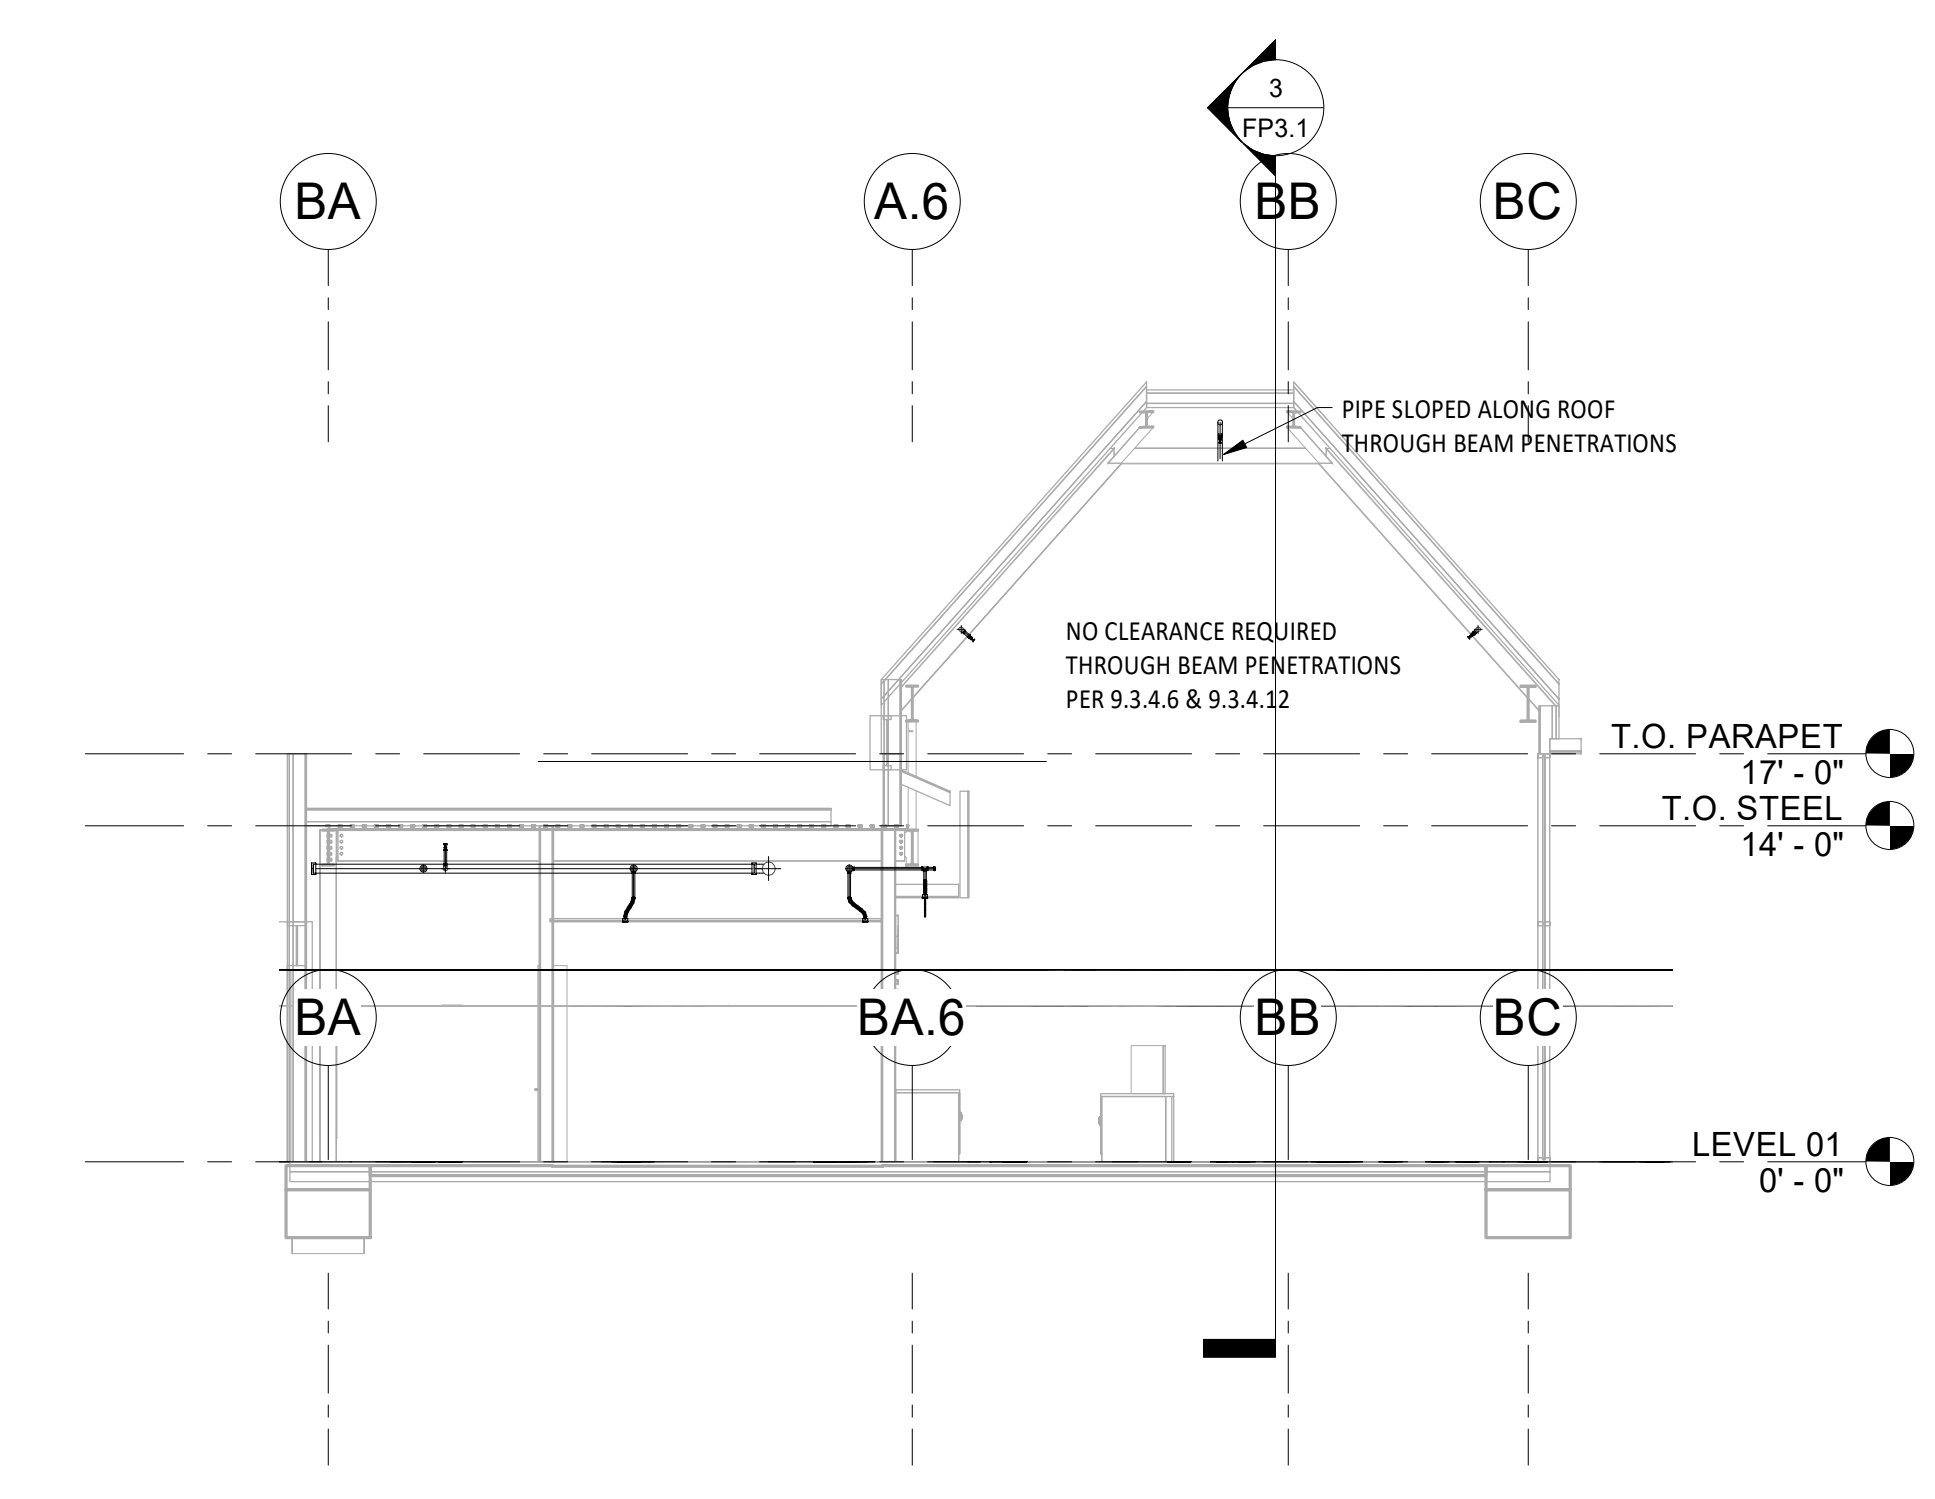 3
FP3.1
BA
A.6
BB
BC
PIPE SLOPED ALONG ROOF
THROUGH BEAM PENETRATIONS
NO CLEARANCE REQUIRED
THROUGH BEAM PENETRATIONS
PER 9.3.4.6 & 9.3.4.12
T.O. PARAPET
17' - 0"
T.O. STEEL
14' - 0"
BA
BA.6
BB
BC
LEVEL 01
0' - 0"